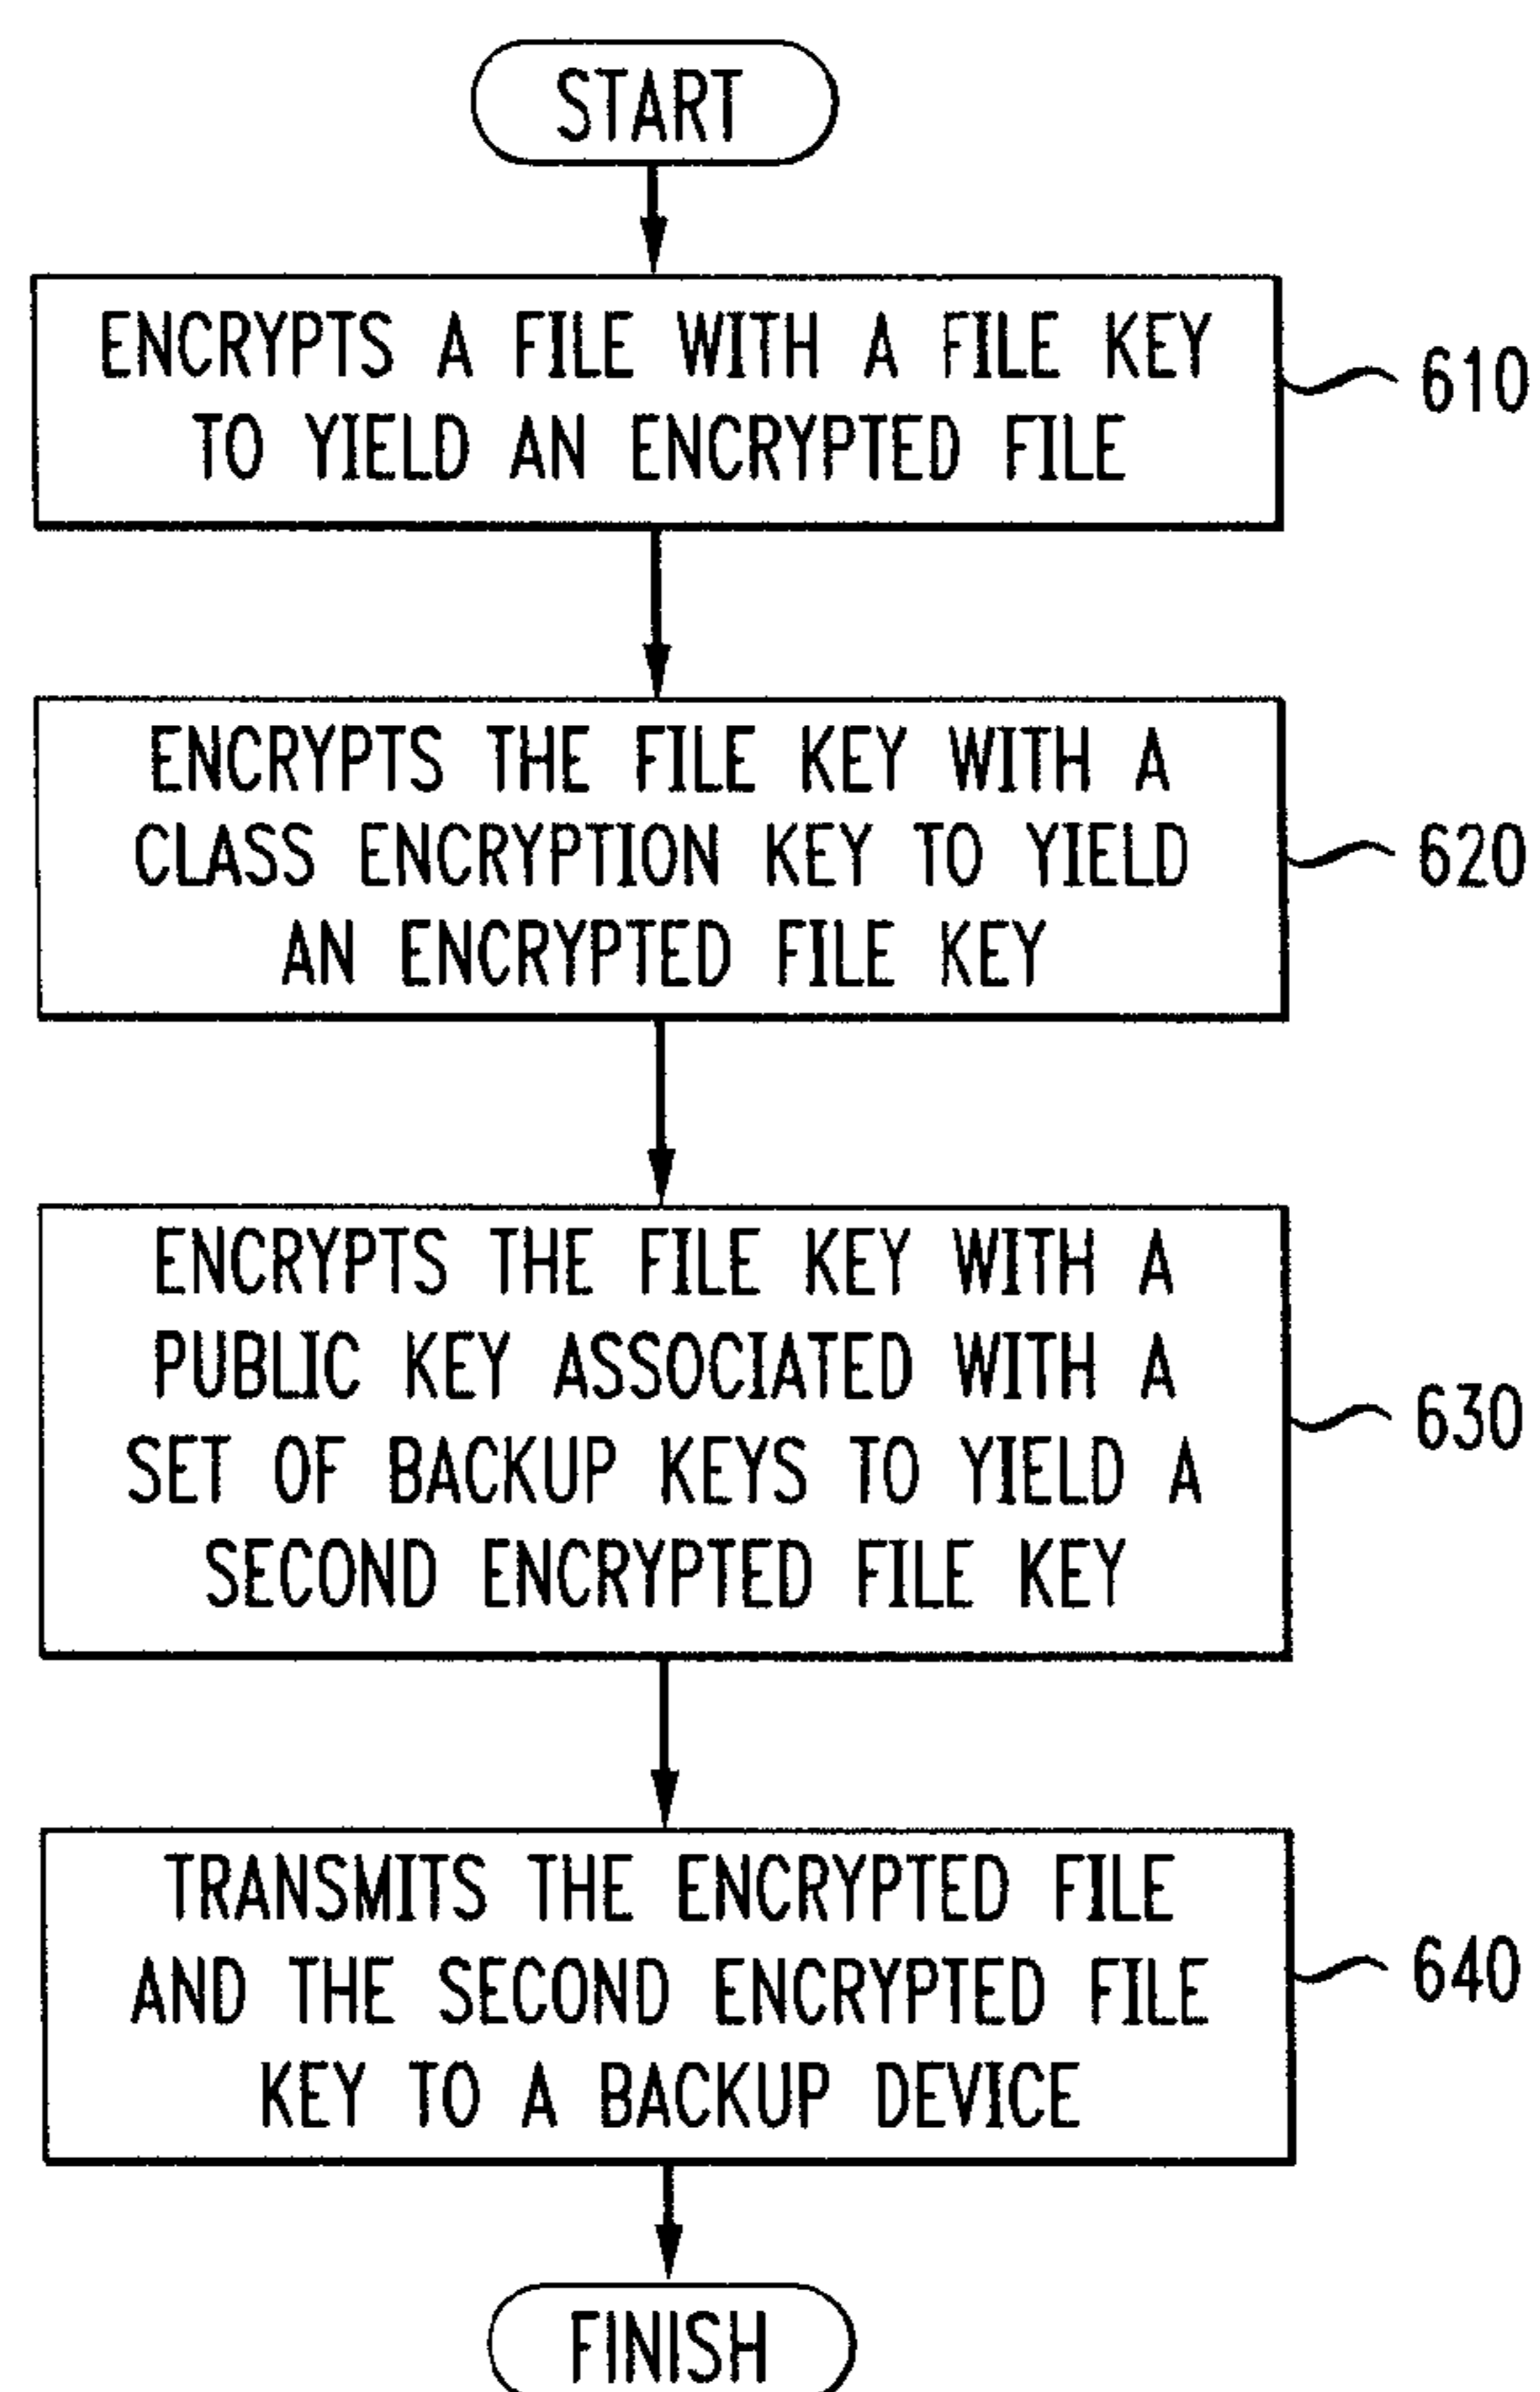 START
ENCRYPTS A FILE WITH A FILE KEY
TO YIELD AN ENCRYPTED FILE
610
ENCRYPTS THE FILE KEY WITH A
CLASS ENCRYPTION KEY TO YIELD
AN ENCRYPTED FILE KEY
620
ENCRYPTS THE FILE KEY WITH A
PUBLIC KEY ASSOCIATED WITH A
SET OF BACKUP KEYS TO YIELD A
SECOND ENCRYPTED FILE KEY
630
TRANSMITS THE ENCRYPTED FILE
AND THE SECOND ENCRYPTED FILE
KEY TO A BACKUP DEVICE
640
FINISH